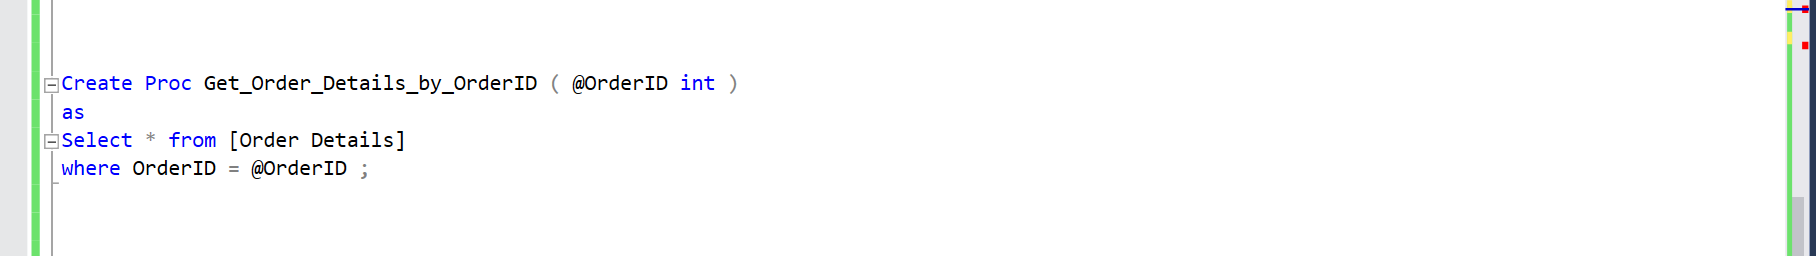 Create Proc Get_Order_Details_by_OrderID ( @OrderID int )
as
Select * from [Order Details]
where OrderID = @OrderID ;